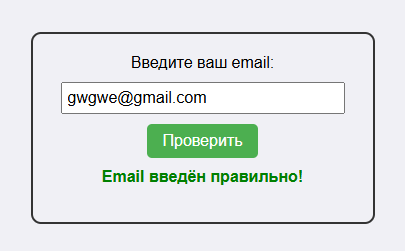 Введите ваш email:
gwgwe@gmail.com
Проверить
Email введён правильно!